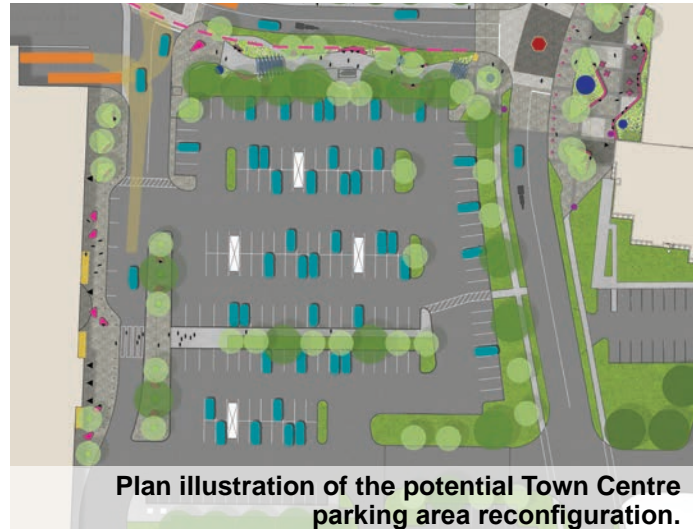 Plan illustration of the potential Town Centre
parking area reconfiguration.